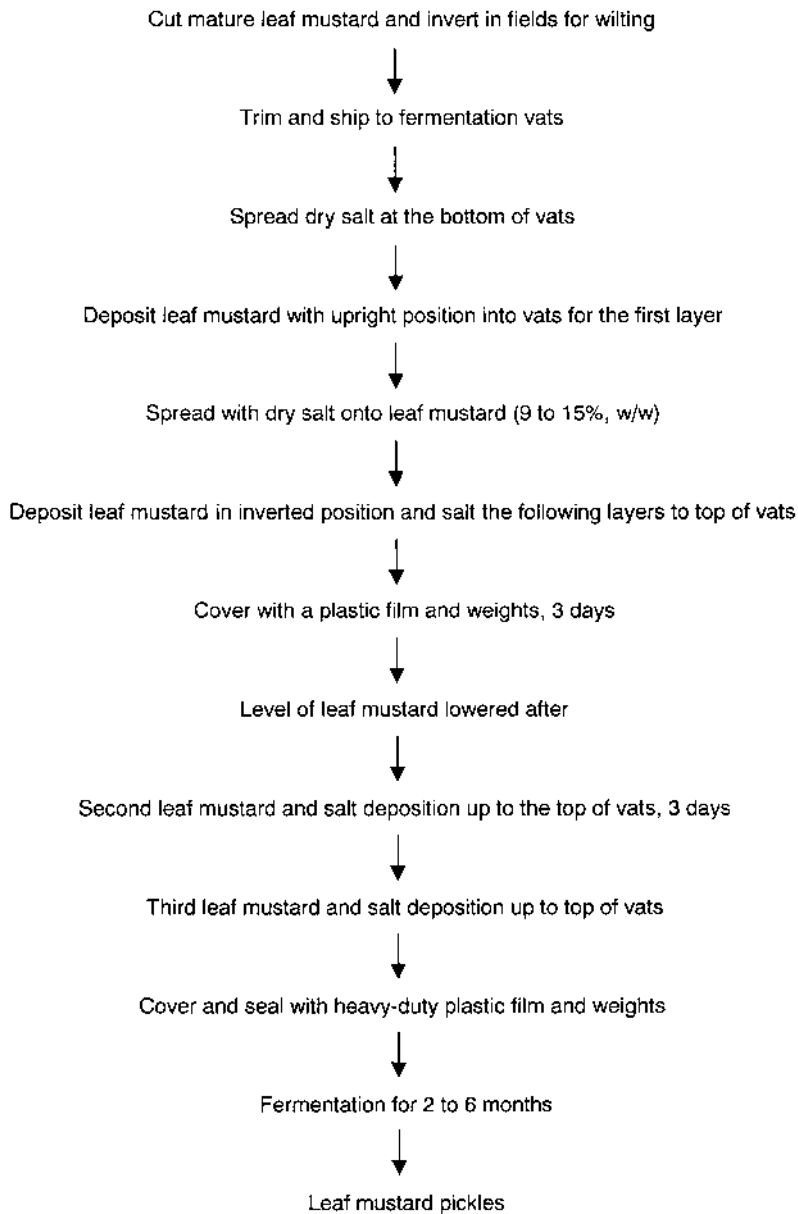 Cut mature leaf mustard and invert in fields for wilting
Trim and ship to fermentation vats
Spread dry salt at the bottom of vats
Deposit leaf mustard with upright position into vats for the first layer
Spread with dry salt onto leaf mustard (9 to 15%, w/w)
Deposit leaf mustard in inverted position and salt the following layers to top of vats
Cover with a plastic film and weights, 3 days
Level of leaf mustard lowered after
Second leaf mustard and salt deposition up to the top of vats, 3 days
Third leaf mustard and salt deposition up to top of vats
Cover and seal with heavy-duty plastic film and weights
Fermentation for 2 to 6 months
Leaf mustard pickles